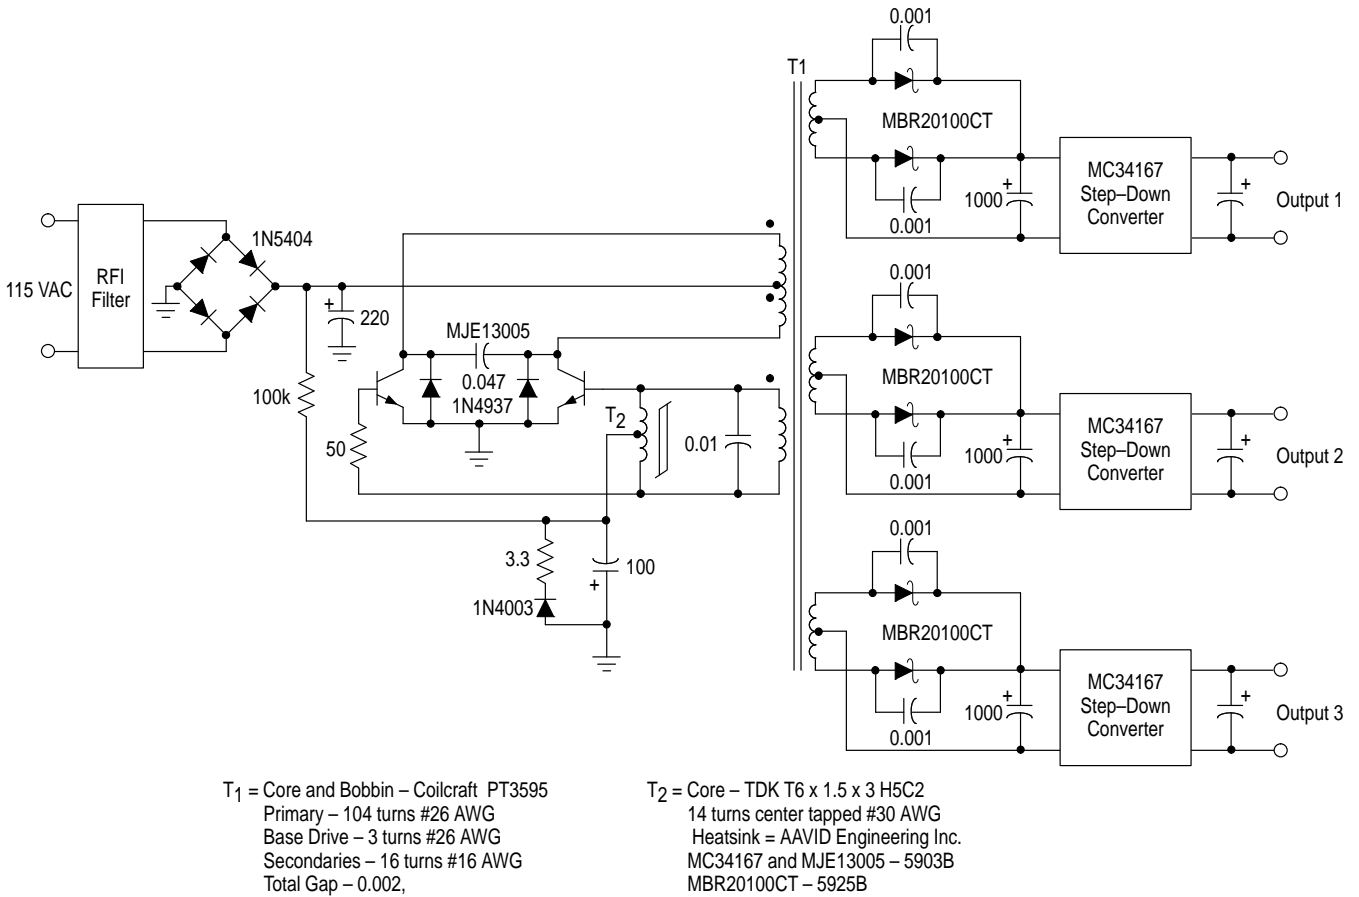 0.001
T1
MBR20100CT
MC34167
Step–Down
Converter
+
1000
+
Output 1
0.001
1N5404
115 VAC
RFI
Filter
+
220
0.001
MJE13005
0.047
1N4937
100k
50
T2
0.01
MBR20100CT
MC34167
Step–Down
Converter
+
1000
+
Output 2
0.001
3.3
100
+
1N4003
0.001
MBR20100CT
MC34167
Step–Down
Converter
+
1000
+
Output 3
0.001
T1 = Core and Bobbin – Coilcraft PT3595
Primary – 104 turns #26 AWG
Base Drive – 3 turns #26 AWG
Secondaries – 16 turns #16 AWG
Total Gap – 0.002,
T2 = Core – TDK T6 x 1.5 x 3 H5C2
14 turns center tapped #30 AWG
Heatsink = AAVID Engineering Inc.
MC34167 and MJE13005 – 5903B
MBR20100CT – 5925B